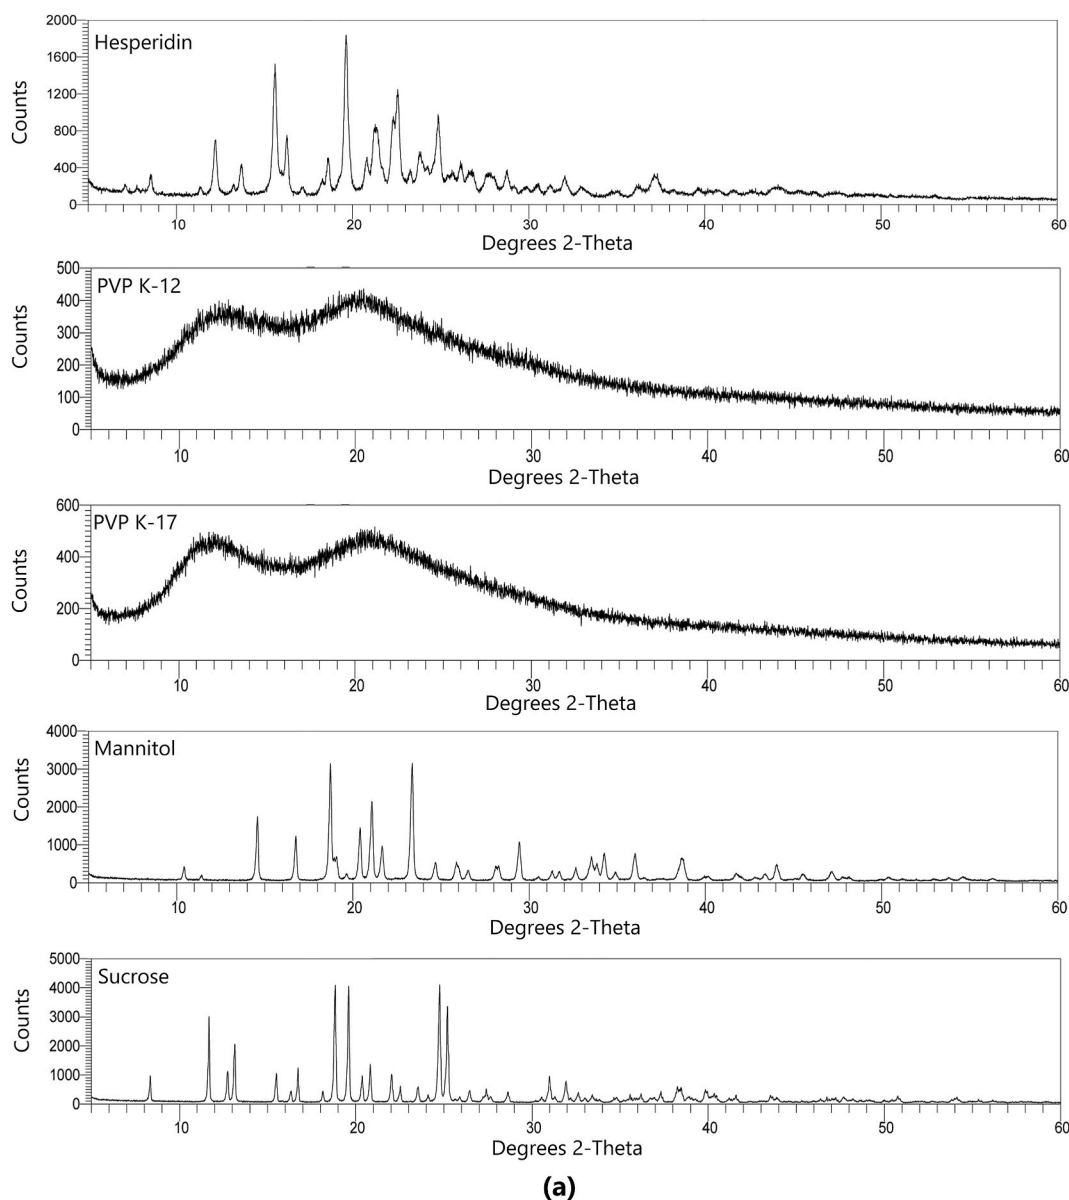 Hesperidin
Counts
2000
1600
1200
800
400
0
10 20 30 40 50 60
Degrees 2-Theta
PVP K-12
Counts
500
400
300
200
100
0
10 20 30 40 50 60
Degrees 2-Theta
PVP K-17
Counts
600
400
200
0
10 20 30 40 50 60
Degrees 2-Theta
Mannitol
Counts
4000
3000
2000
1000
0
10 20 30 40 50 60
Degrees 2-Theta
Sucrose
Counts
5000
4000
3000
2000
1000
0
10 20 30 40 50 60
Degrees 2-Theta
(a)